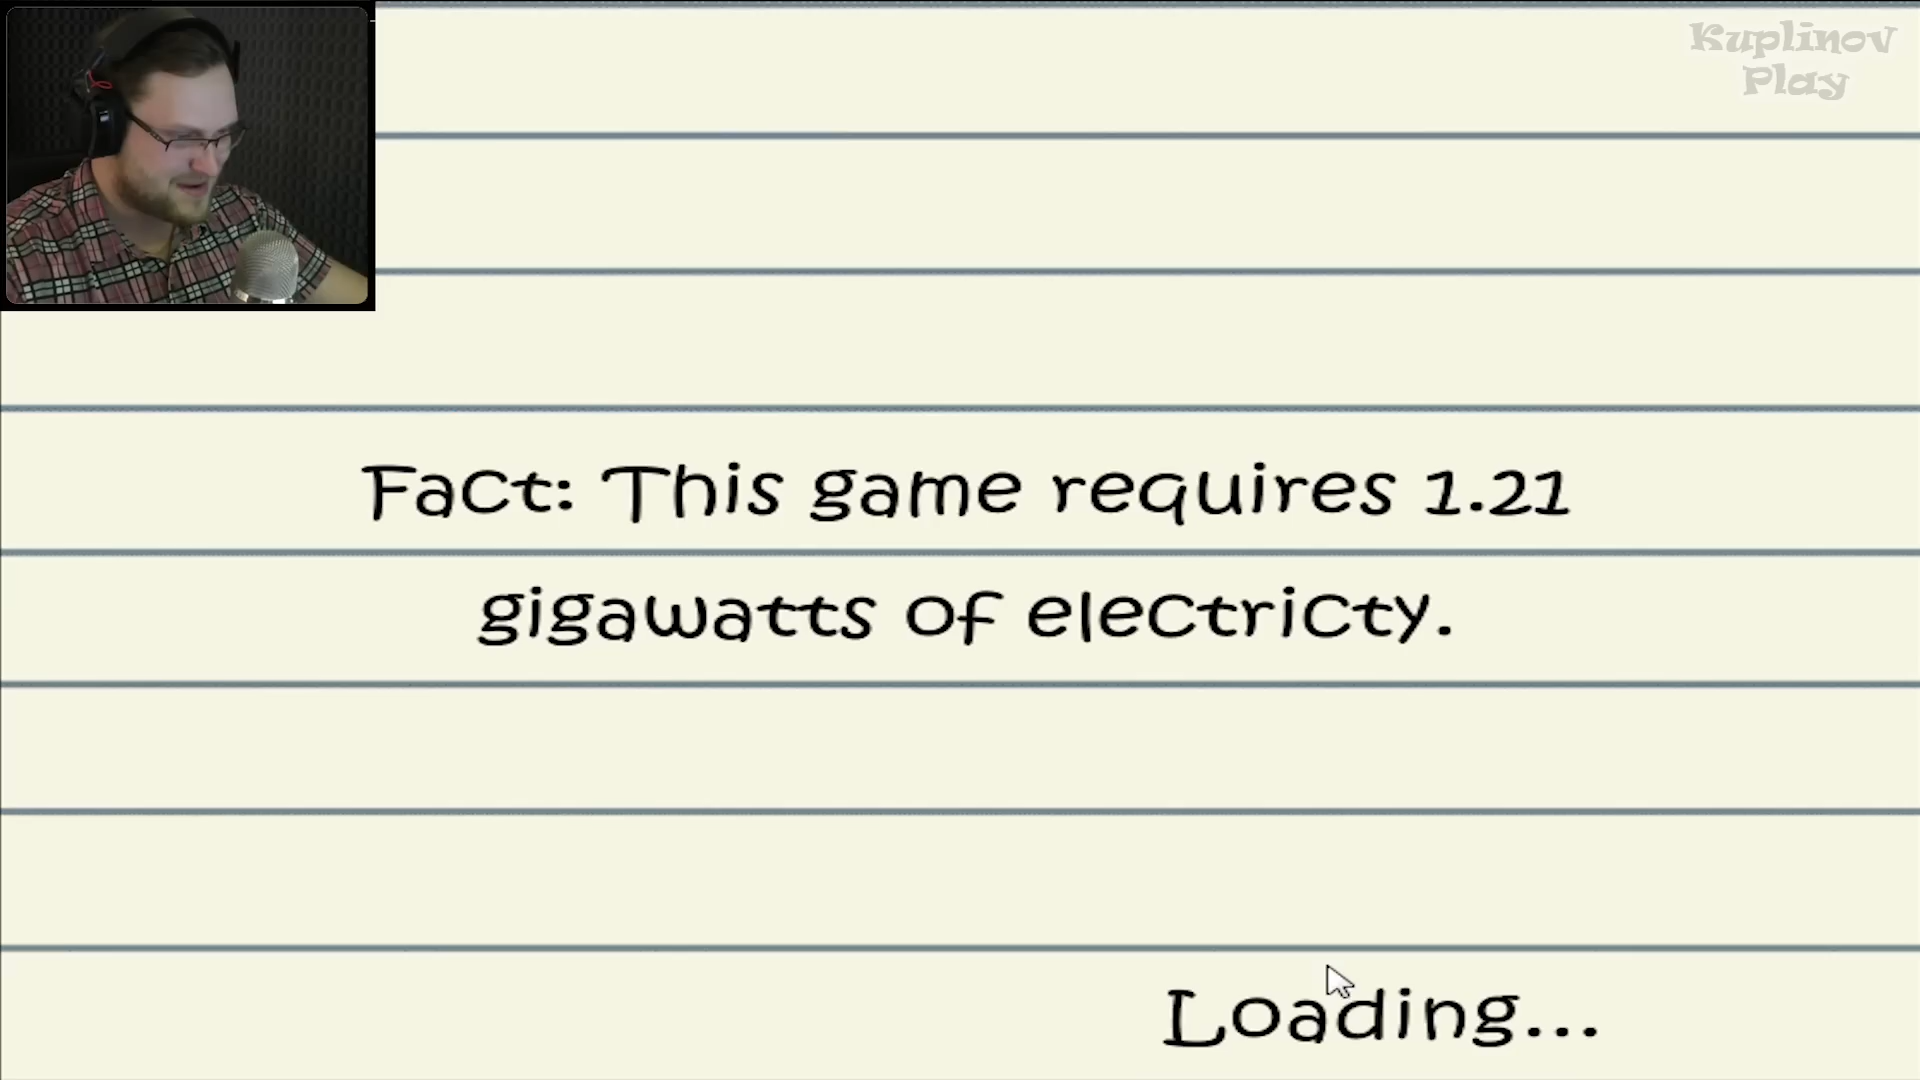 Kuplinov
Play
Fact: This game requires 1.21
gigawatts of electricty.
Loading...